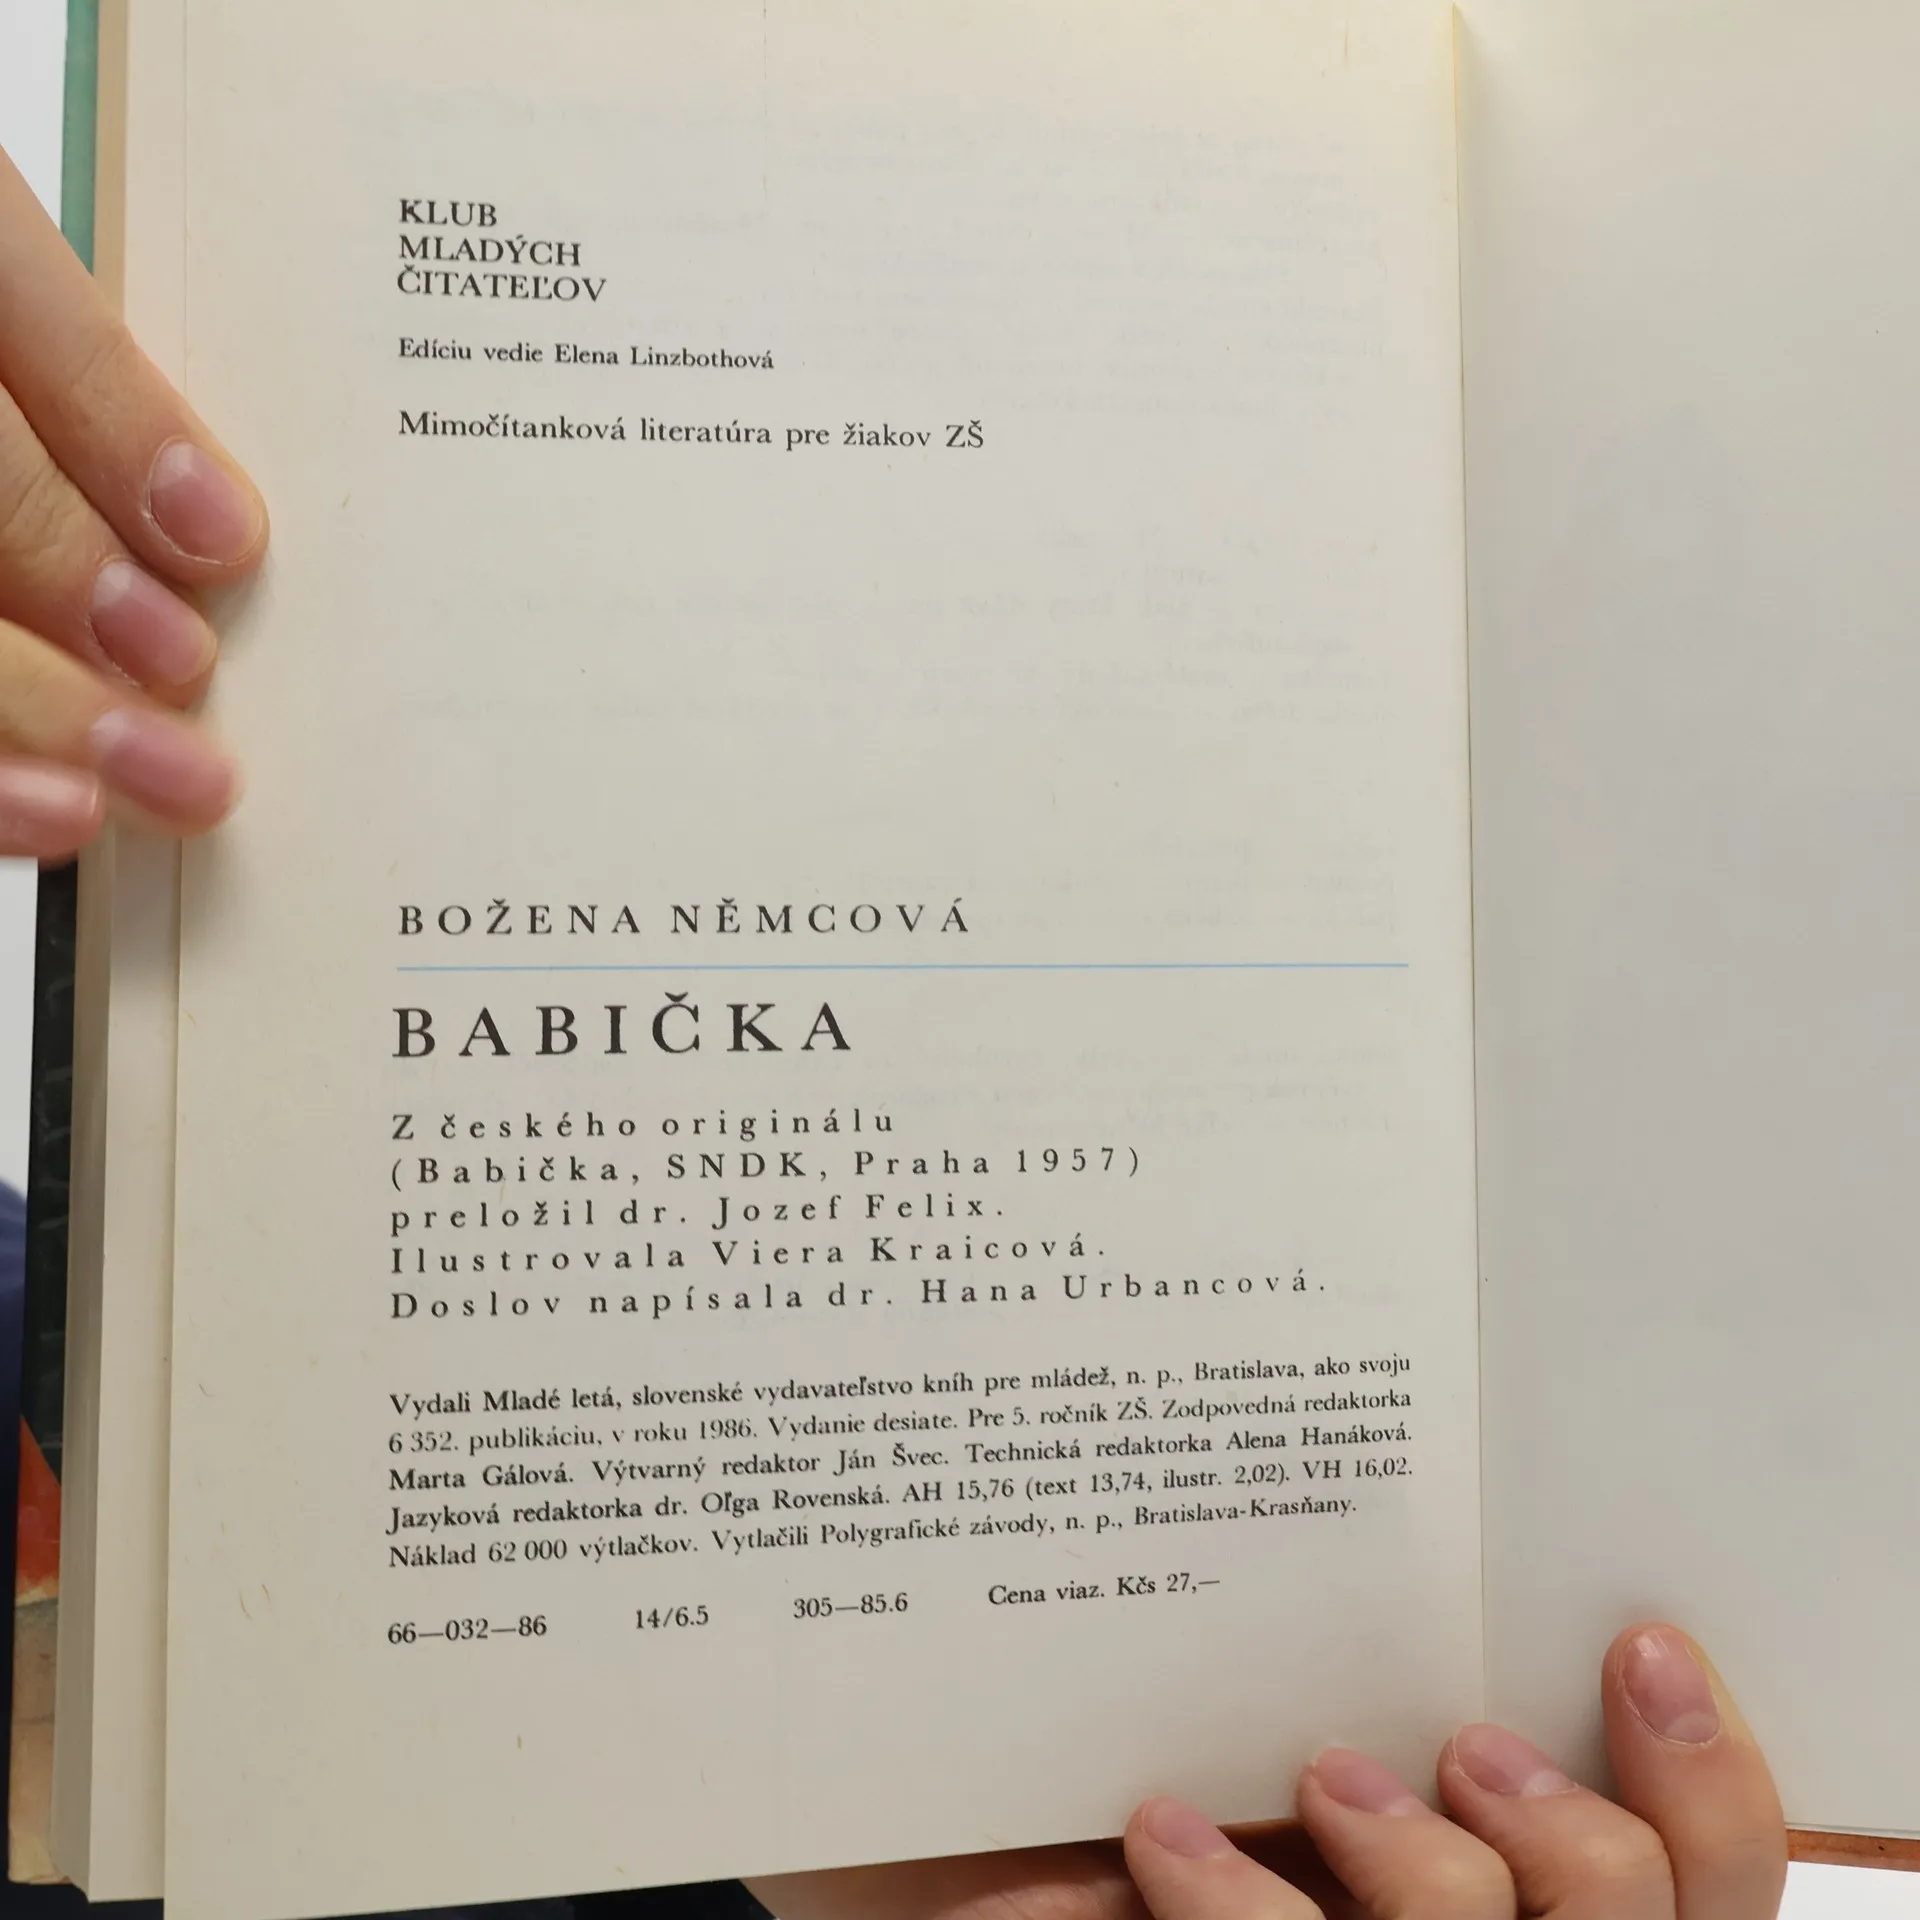 KLUB
MLADÝCH
ČITATEĽOV
Edíciu vedie Elena Linzbothová
Mimočítanková literatúra pre žiakov ZŠ
BOŽENA NĚMCOVÁ
BABIČKA
Z českého originálu
(Babička, SNDK, Praha 1957)
preložil dr. Jozef Felix.
Ilustrovala Viera Kraicová.
Doslov napísala dr. Hana Urbancová.
Vydali Mladé letá, slovenské vydavateľstvo kníh pre mládež, n. p., Bratislava, ako svoju
6 352. publikáciu, v roku 1986. Vydanie desiate. Pre 5. ročník ZŠ. Zodpovedná redaktorka
Marta Gálová. Výtvarný redaktor Ján Švec. Technická redaktorka Alena Hanáková.
Jazyková redaktorka dr. Oľga Rovenská. AH 15,76 (text 13,74, ilustr. 2,02). VH 16,02.
Náklad 62 000 výtlačkov. Vytlačili Polygrafické závody, n. p., Bratislava-Krasňany.
66—032—86 14/6.5 305—85.6 Cena viaz. Kčs 27,—